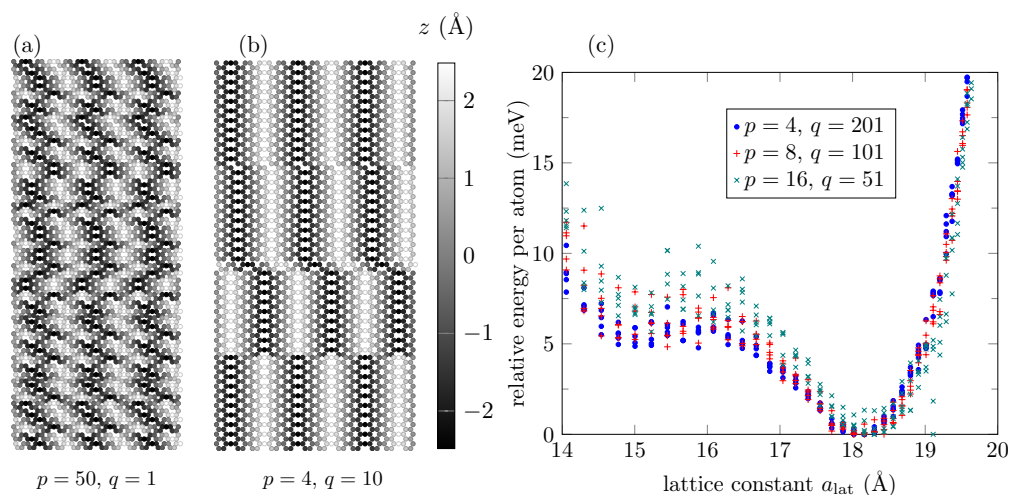 z (Å)
(a)
(b)
2
1
0
−1
−2
p = 50, q = 1
p = 4, q = 10
(c)
relative energy per atom (meV)
20
15
10
5
0
p = 4, q = 201
p = 8, q = 101
p = 16, q = 51
14 15 16 17 18 19 20
lattice constant a_lat (Å)